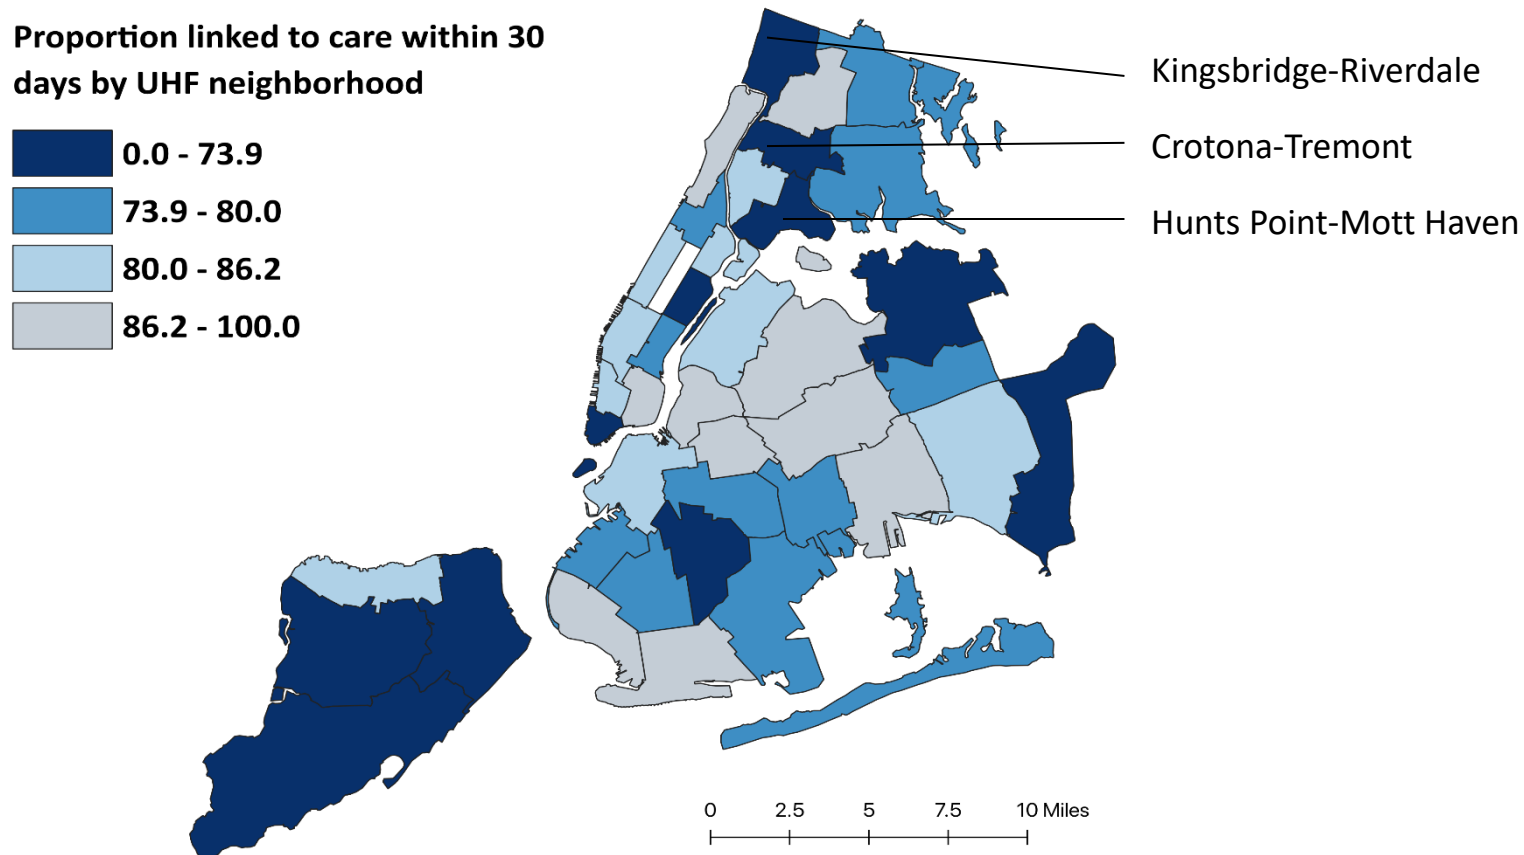 Proportion linked to care within 30
days by UHF neighborhood
0.0 - 73.9
73.9 - 80.0
80.0 - 86.2
86.2 - 100.0
Kingsbridge-Riverdale
Crotona-Tremont
Hunts Point-Mott Haven
0 2.5 5 7.5 10 Miles